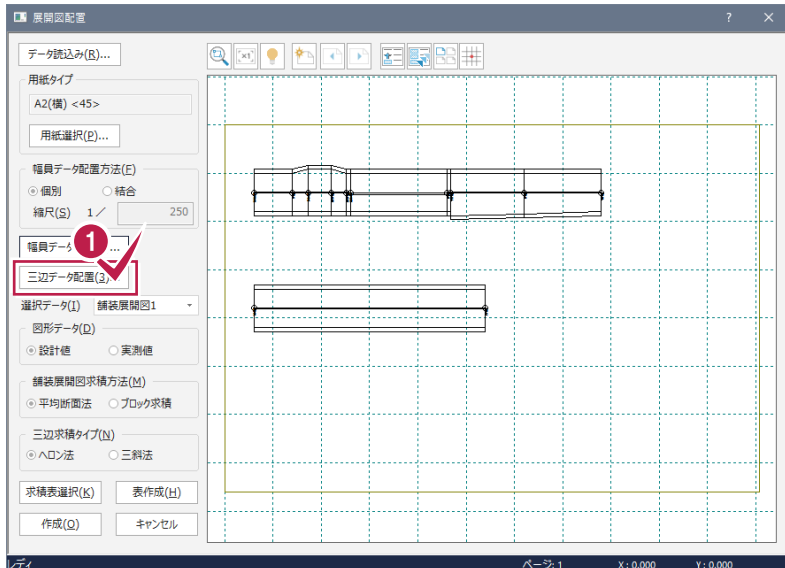 展開図配置
データ読込み(R)...
用紙タイプ
A2(横) <45>
用紙選択(P)...
幅員データ配置方法(F)
個別 結合
縮尺(S) 1／ 250
幅員データ ...
1
三辺データ配置(3)...
選択データ(I) 舗装展開図1
図形データ(D)
設計値 実測値
舗装展開図求積方法(M)
平均断面法 ブロック求積
三辺求積タイプ(N)
ヘロン法 三斜法
求積表選択(K) 表作成(H)
作成(O) キャンセル
レディ ページ: 1 X : 0.000 Y : 0.000